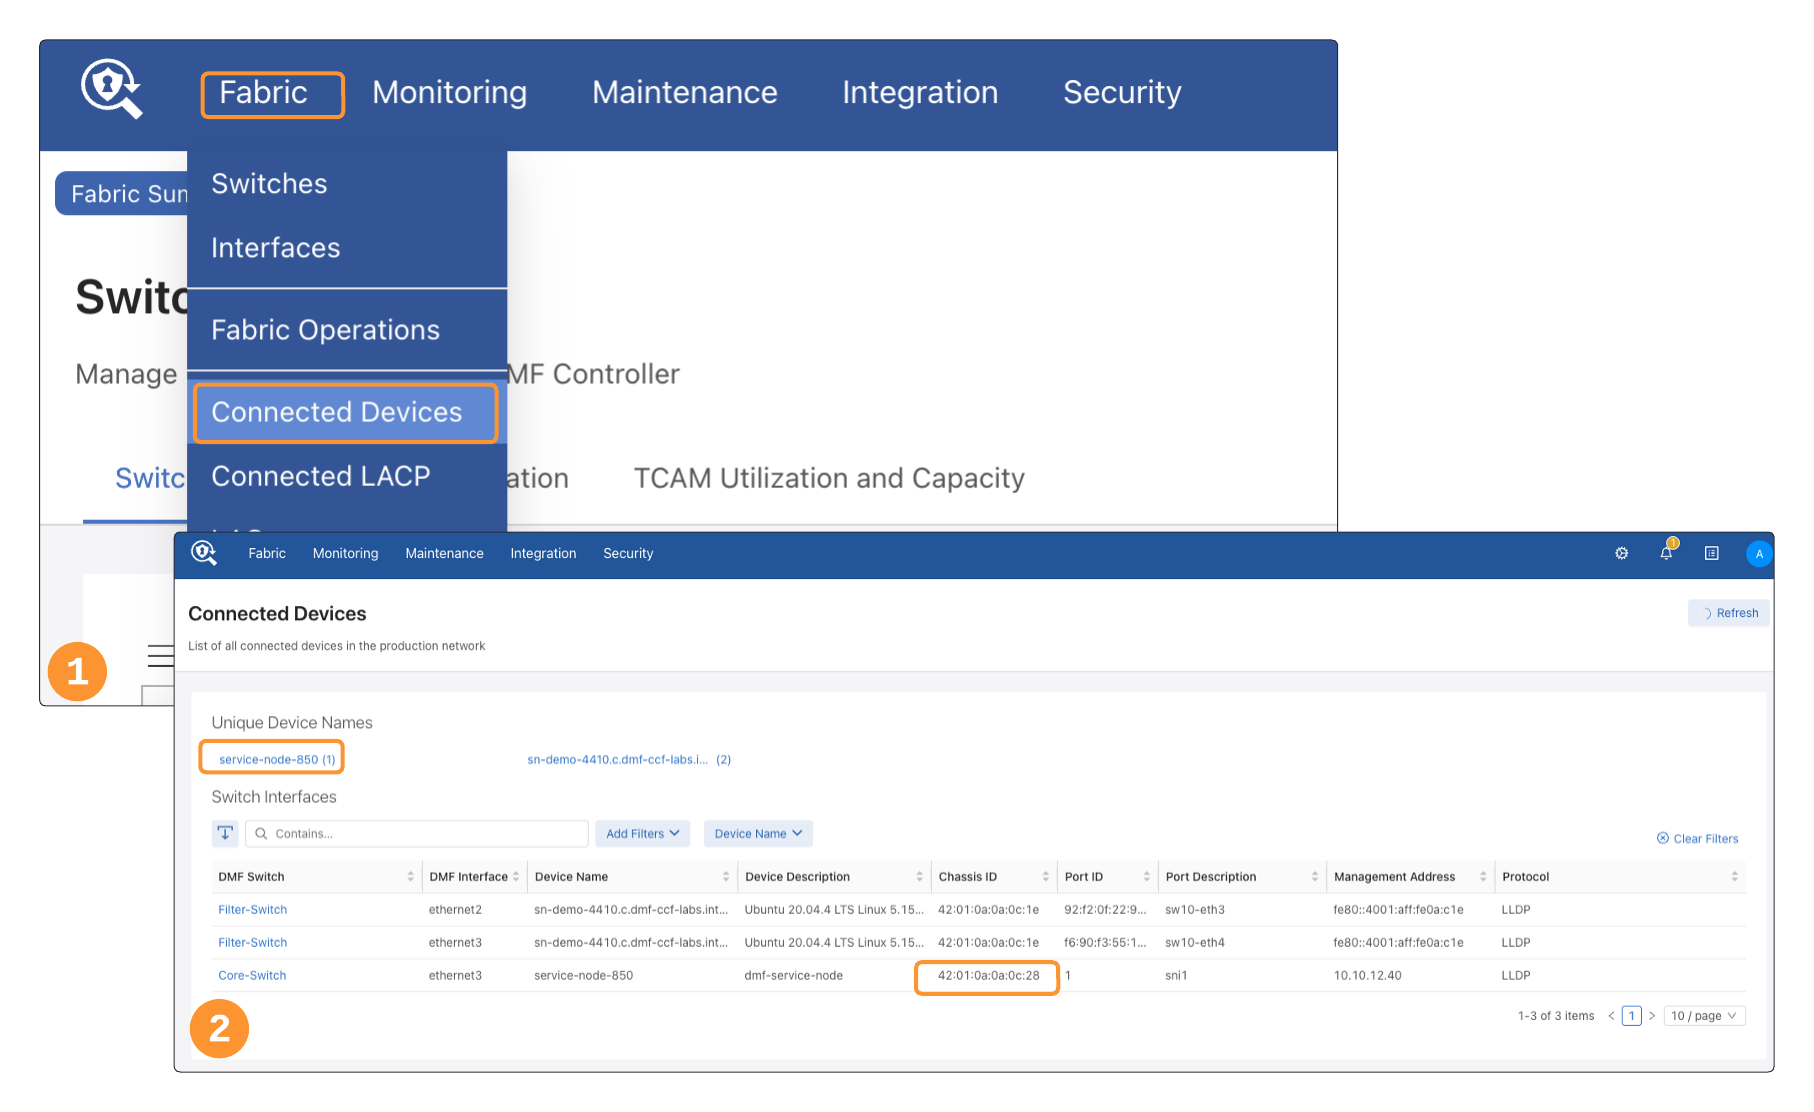 Fabric Monitoring Maintenance Integration Security
Fabric Sum
Switches
Interfaces
Switc
Fabric Operations
Manage MF Controller
Connected Devices
Switc ation TCAM Utilization and Capacity
Connected LACP
1
Fabric Monitoring Maintenance Integration Security 1 A
Connected Devices
Refresh
List of all connected devices in the production network
Unique Device Names
service-node-850 (1) sn-demo-4410.c.dmf-ccf-labs.i... (2)
Switch Interfaces
Contains... Add Filters Device Name Clear Filters
DMF Switch DMF Interface Device Name Device Description Chassis ID Port ID Port Description Management Address Protocol
Filter-Switch ethernet2 sn-demo-4410.c.dmf-ccf-labs.int... Ubuntu 20.04.4 LTS Linux 5.15... 42:01:0a:0a:0c:1e 92:f2:0f:22:9... sw10-eth3 fe80::4001:aff:fe0a:c1e LLDP
Filter-Switch ethernet3 sn-demo-4410.c.dmf-ccf-labs.int... Ubuntu 20.04.4 LTS Linux 5.15... 42:01:0a:0a:0c:1e f6:90:f3:55:1... sw10-eth4 fe80::4001:aff:fe0a:c1e LLDP
Core-Switch ethernet3 service-node-850 dmf-service-node 42:01:0a:0a:0c:28 1 sni1 10.10.12.40 LLDP
1-3 of 3 items < 1 > 10 / page
2